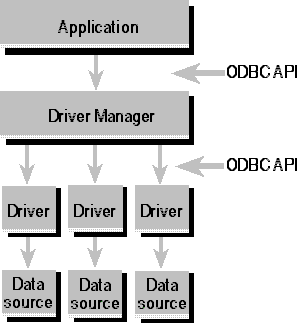 Application
ODBC API
Driver Manager
ODBC API
Driver Driver Driver
Data source Data source Data source